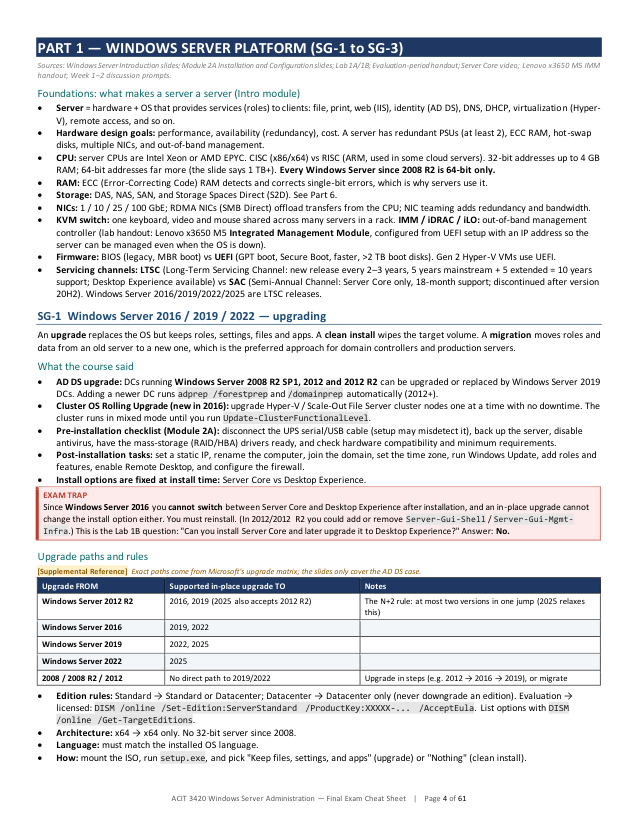 PART 1 — WINDOWS SERVER PLATFORM (SG-1 to SG-3)
Sources: Windows Server Introduction slides; Module 2A Installation and Configuration slides; Lab 1A/1B; Evaluation-period handout; Server Core video; Lenovo x3650 M5 IMM
handout; Week 1–2 discussion prompts.
Foundations: what makes a server a server (Intro module)
• Server = hardware + OS that provides services (roles) to clients: file, print, web (IIS), identity (AD DS), DNS, DHCP, virtualization (Hyper-
V), remote access, and so on.
• Hardware design goals: performance, availability (redundancy), cost. A server has redundant PSUs (at least 2), ECC RAM, hot-swap
disks, multiple NICs, and out-of-band management.
• CPU: server CPUs are Intel Xeon or AMD EPYC. CISC (x86/x64) vs RISC (ARM, used in some cloud servers). 32-bit addresses up to 4 GB
RAM; 64-bit addresses far more (the slide says 1 TB+). Every Windows Server since 2008 R2 is 64-bit only.
• RAM: ECC (Error-Correcting Code) RAM detects and corrects single-bit errors, which is why servers use it.
• Storage: DAS, NAS, SAN, and Storage Spaces Direct (S2D). See Part 6.
• NICs: 1 / 10 / 25 / 100 GbE; RDMA NICs (SMB Direct) offload transfers from the CPU; NIC teaming adds redundancy and bandwidth.
• KVM switch: one keyboard, video and mouse shared across many servers in a rack. IMM / iDRAC / iLO: out-of-band management
controller (lab handout: Lenovo x3650 M5 Integrated Management Module, configured from UEFI setup with an IP address so the
server can be managed even when the OS is down).
• Firmware: BIOS (legacy, MBR boot) vs UEFI (GPT boot, Secure Boot, faster, >2 TB boot disks). Gen 2 Hyper-V VMs use UEFI.
• Servicing channels: LTSC (Long-Term Servicing Channel: new release every 2–3 years, 5 years mainstream + 5 extended = 10 years
support; Desktop Experience available) vs SAC (Semi-Annual Channel: Server Core only, 18-month support; discontinued after version
20H2). Windows Server 2016/2019/2022/2025 are LTSC releases.
SG-1 Windows Server 2016 / 2019 / 2022 — upgrading
An upgrade replaces the OS but keeps roles, settings, files and apps. A clean install wipes the target volume. A migration moves roles and
data from an old server to a new one, which is the preferred approach for domain controllers and production servers.
What the course said
• AD DS upgrade: DCs running Windows Server 2008 R2 SP1, 2012 and 2012 R2 can be upgraded or replaced by Windows Server 2019
DCs. Adding a newer DC runs adprep /forestprep and /domainprep automatically (2012+).
• Cluster OS Rolling Upgrade (new in 2016): upgrade Hyper-V / Scale-Out File Server cluster nodes one at a time with no downtime. The
cluster runs in mixed mode until you run Update-ClusterFunctionalLevel.
• Pre-installation checklist (Module 2A): disconnect the UPS serial/USB cable (setup may misdetect it), back up the server, disable
antivirus, have the mass-storage (RAID/HBA) drivers ready, and check hardware compatibility and minimum requirements.
• Post-installation tasks: set a static IP, rename the computer, join the domain, set the time zone, run Windows Update, add roles and
features, enable Remote Desktop, and configure the firewall.
• Install options are fixed at install time: Server Core vs Desktop Experience.
EXAM TRAP
Since Windows Server 2016 you cannot switch between Server Core and Desktop Experience after installation, and an in-place upgrade cannot
change the install option either. You must reinstall. (In 2012/2012 R2 you could add or remove Server-Gui-Shell / Server-Gui-Mgmt-
Infra.) This is the Lab 1B question: "Can you install Server Core and later upgrade it to Desktop Experience?" Answer: No.
Upgrade paths and rules
[Supplemental Reference] Exact paths come from Microsoft's upgrade matrix; the slides only cover the AD DS case.
Upgrade FROM Supported in-place upgrade TO Notes
Windows Server 2012 R2 2016, 2019 (2025 also accepts 2012 R2) The N+2 rule: at most two versions in one jump (2025 relaxes
this)
Windows Server 2016 2019, 2022
Windows Server 2019 2022, 2025
Windows Server 2022 2025
2008 / 2008 R2 / 2012 No direct path to 2019/2022 Upgrade in steps (e.g. 2012 → 2016 → 2019), or migrate
• Edition rules: Standard → Standard or Datacenter; Datacenter → Datacenter only (never downgrade an edition). Evaluation →
licensed: DISM /online /Set-Edition:ServerStandard /ProductKey:XXXXX-... /AcceptEula. List options with DISM
/online /Get-TargetEditions.
• Architecture: x64 → x64 only. No 32-bit server since 2008.
• Language: must match the installed OS language.
• How: mount the ISO, run setup.exe, and pick "Keep files, settings, and apps" (upgrade) or "Nothing" (clean install).
ACIT 3420 Windows Server Administration — Final Exam Cheat Sheet | Page 4 of 61